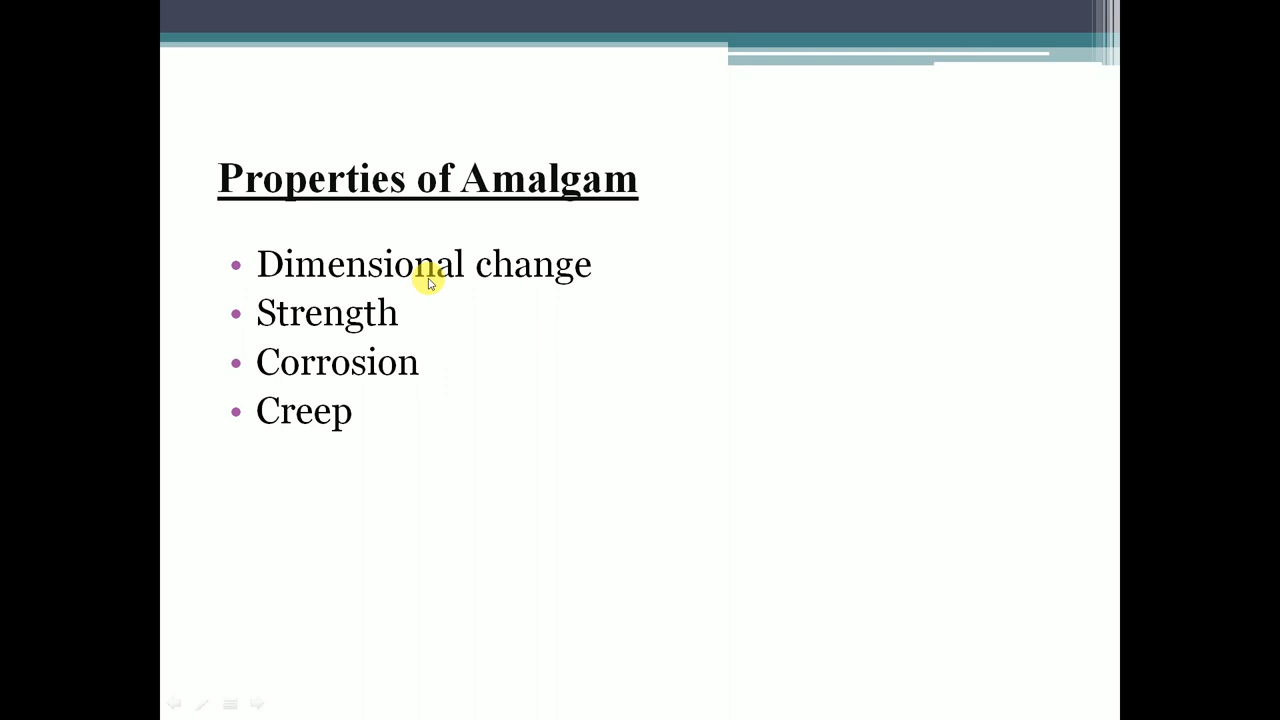 Properties of Amalgam
• Dimensional change
• Strength
• Corrosion
• Creep